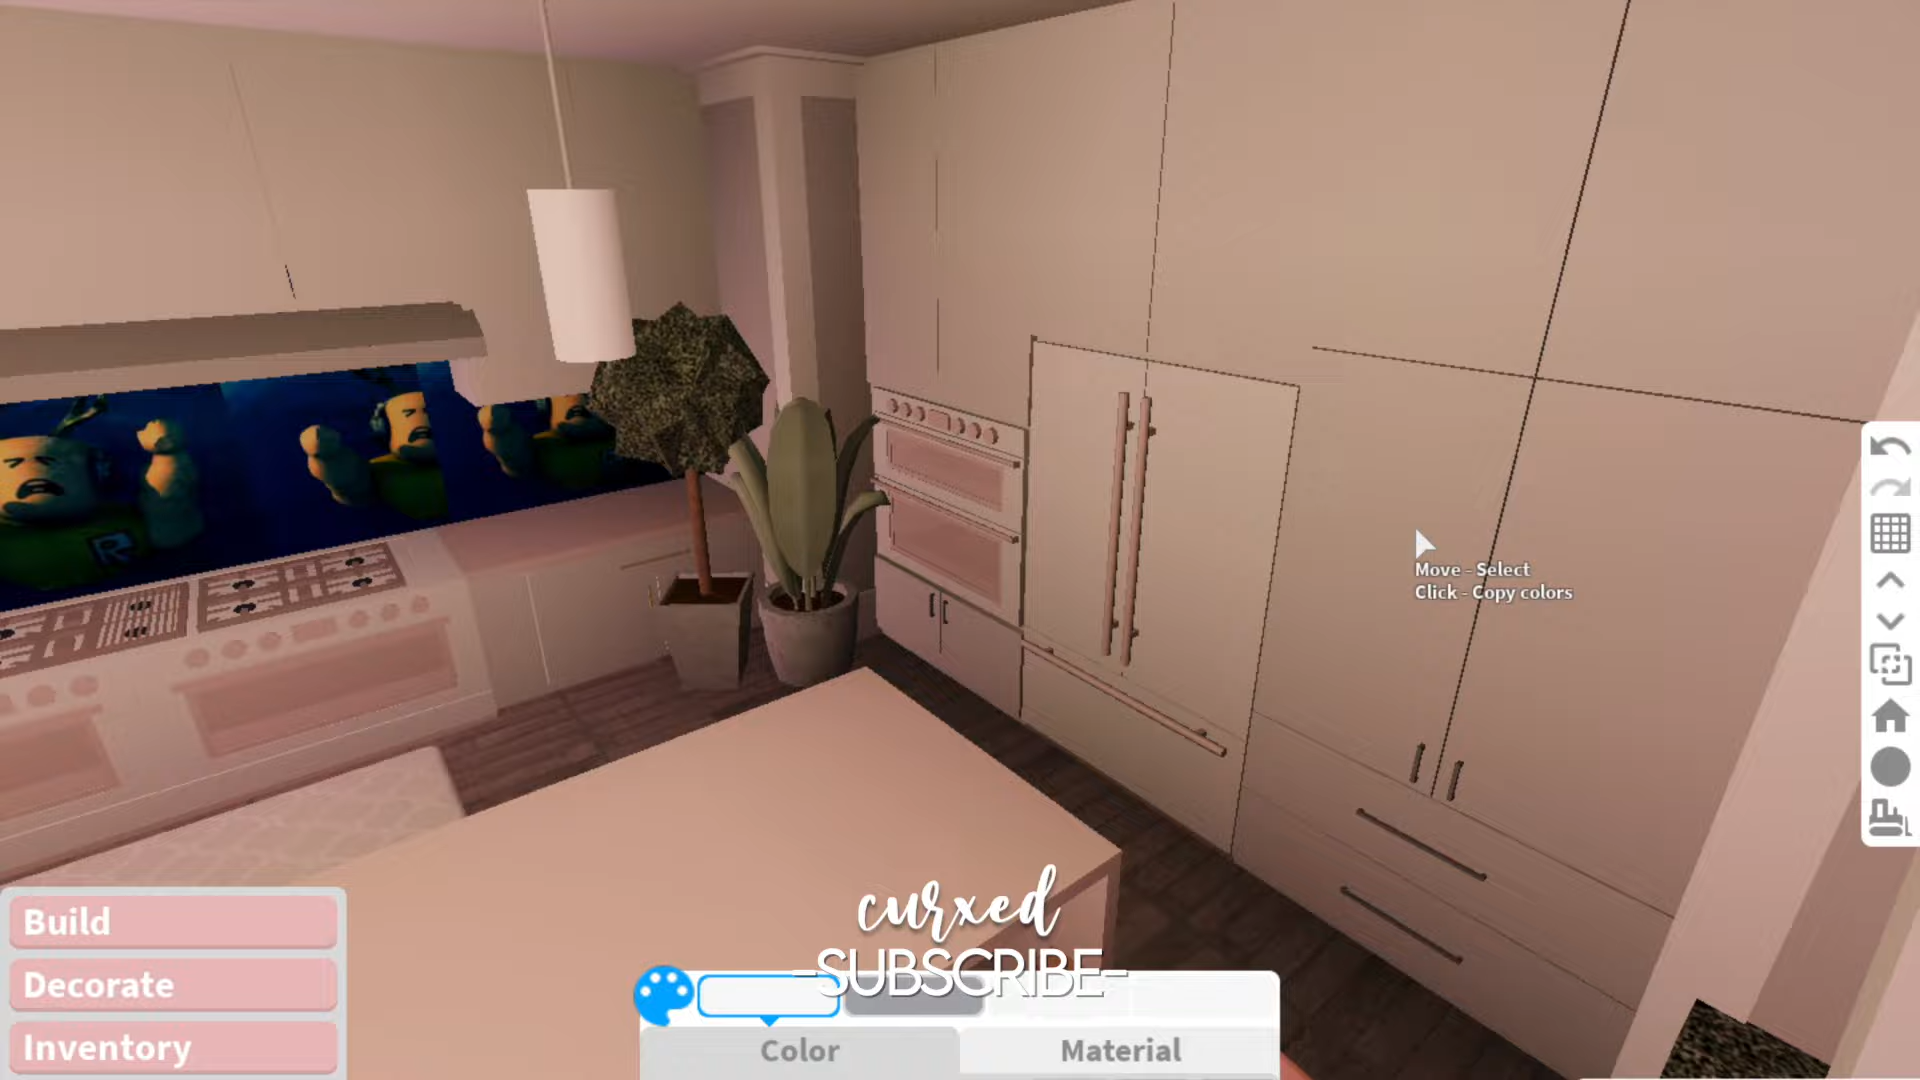 Move - Select
Click - Copy colors
Build
Decorate
Inventory
curxed
-SUBSCRIBE-
Color
Material